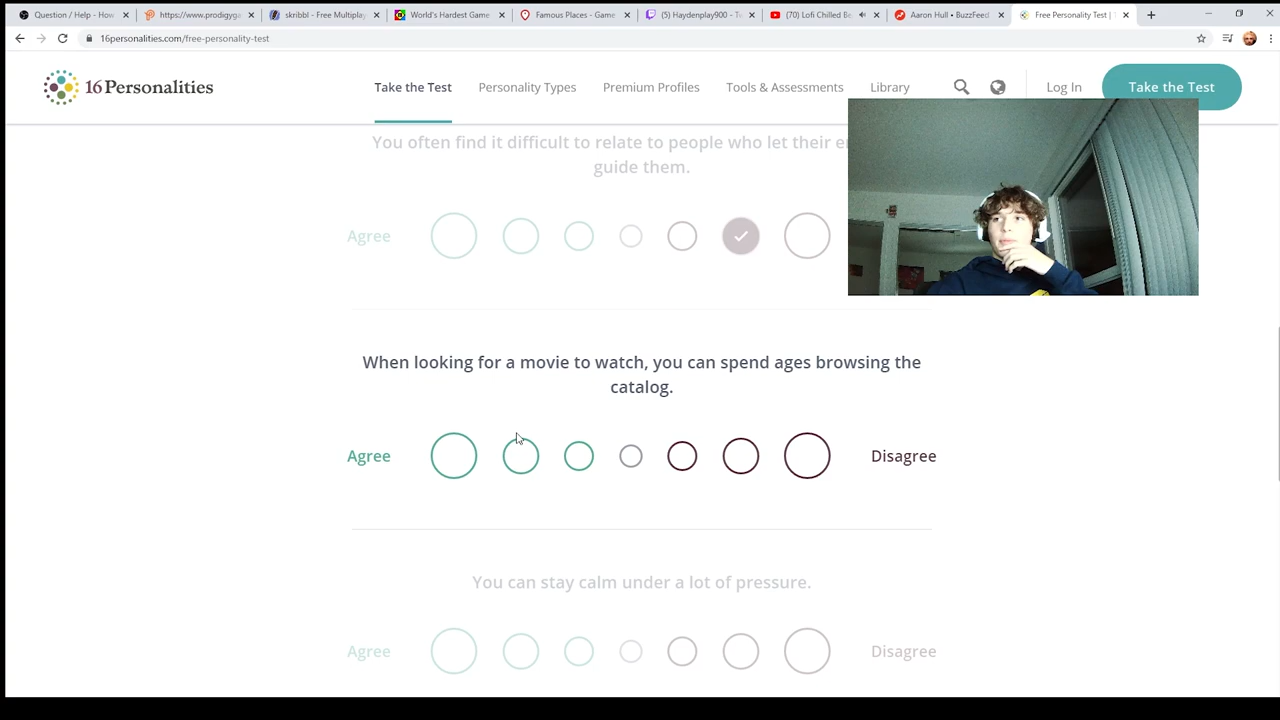 Question / Help - How
https://www.prodigyga
skribbl - Free Multiplay
World's Hardest Game
Famous Places - Game
(5) Haydenplay900 - Tw
(70) Lofi Chilled Be
Aaron Hull • BuzzFeed
Free Personality Test |
16personalities.com/free-personality-test
16Personalities
Take the Test
Personality Types
Premium Profiles
Tools & Assessments
Library
Log In
Take the Test
You often find it difficult to relate to people who let their
guide them.
Agree
When looking for a movie to watch, you can spend ages browsing the
catalog.
Agree
Disagree
You can stay calm under a lot of pressure.
Agree
Disagree